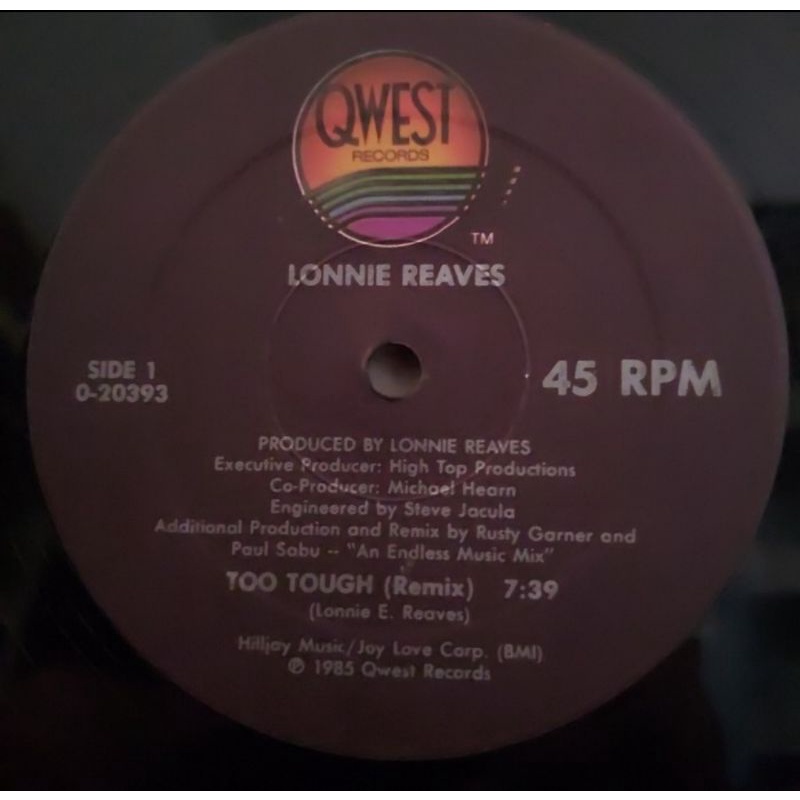 QWEST
RECORDS
TM
LONNIE REAVES
SIDE 1
0-20393
45 RPM
PRODUCED BY LONNIE REAVES
Executive Producer: High Top Productions
Co-Producer: Michael Hearn
Engineered by Steve Jacula
Additional Production and Remix by Rusty Garner and
Paul Sabu -- "An Endless Music Mix"
TOO TOUGH (Remix) 7:39
(Lonnie E. Reaves)
Hilljay Music/Jay Love Corp. (BMI)
℗ 1985 Qwest Records